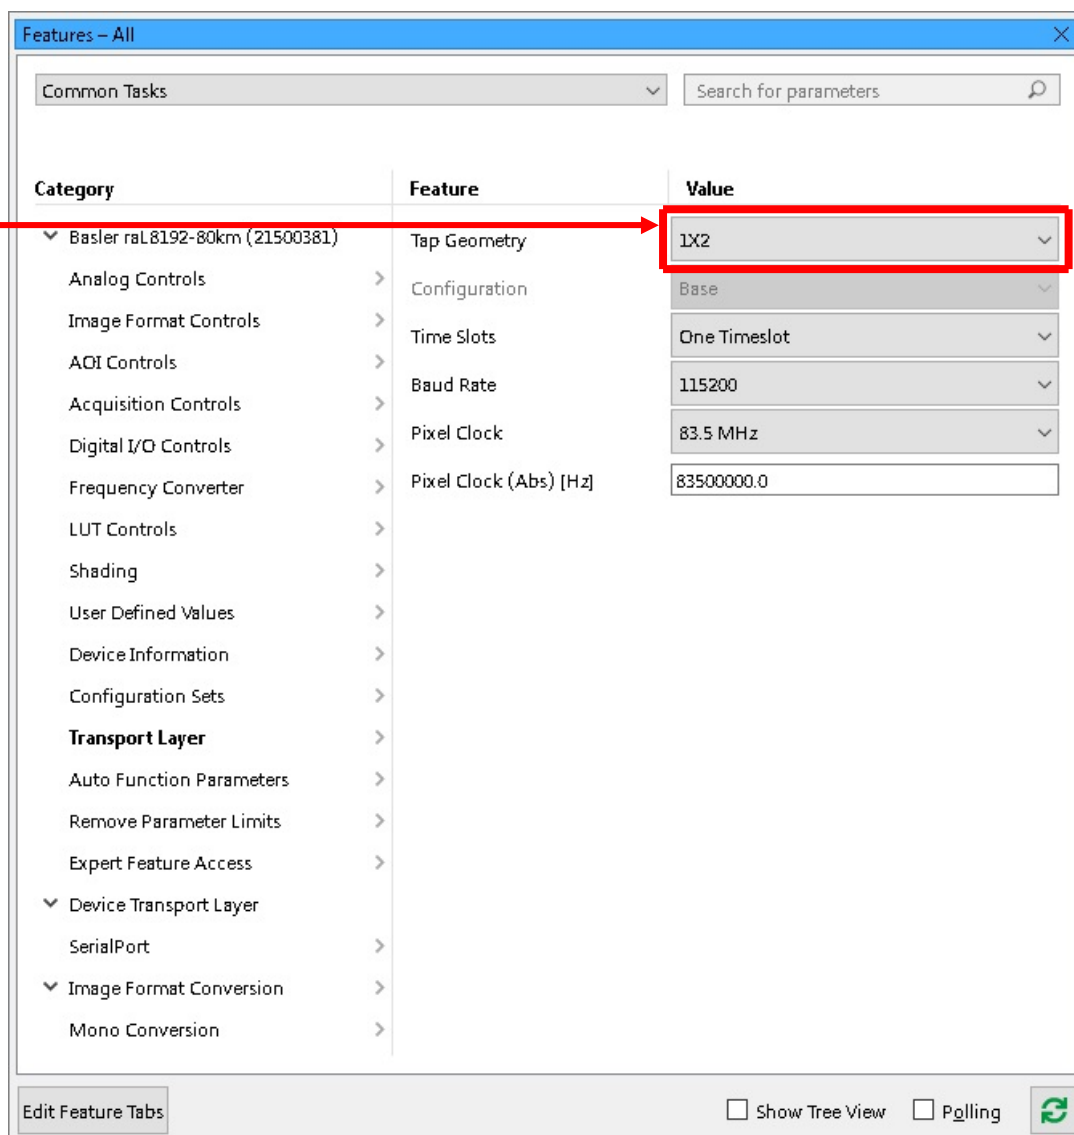 Features – All
Common Tasks
Search for parameters
Category Feature Value
Basler raL8192-80km (21500381)
Tap Geometry 1X2
Analog Controls
Configuration Base
Image Format Controls
Time Slots One Timeslot
AOI Controls
Baud Rate 115200
Acquisition Controls
Pixel Clock 83.5 MHz
Digital I/O Controls
Pixel Clock (Abs) [Hz] 83500000.0
Frequency Converter
LUT Controls
Shading
User Defined Values
Device Information
Configuration Sets
Transport Layer
Auto Function Parameters
Remove Parameter Limits
Expert Feature Access
Device Transport Layer
SerialPort
Image Format Conversion
Mono Conversion
Edit Feature Tabs Show Tree View Polling